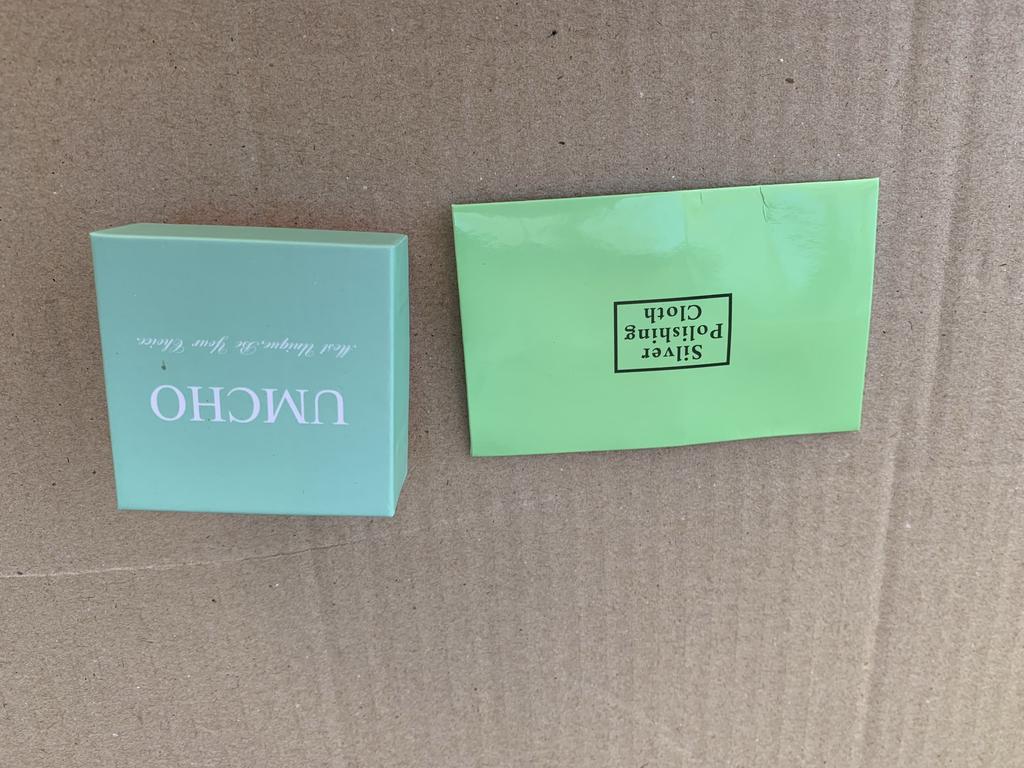 UMCHO
Most Unique, Be Your Choice.
Silver
Polishing
Cloth